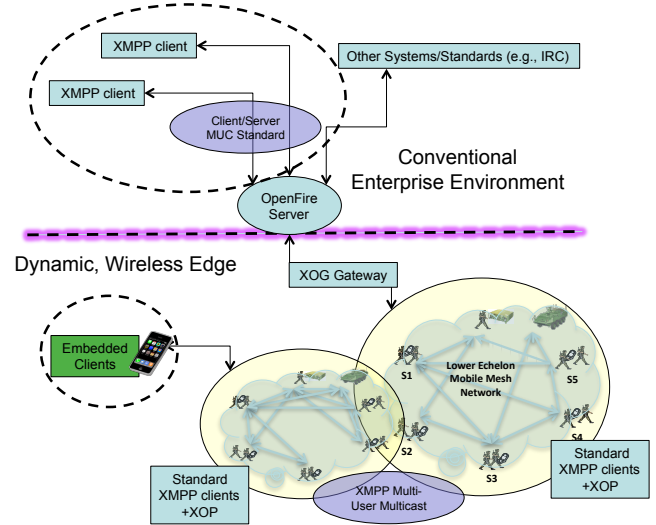 XMPP client
Other Systems/Standards (e.g., IRC)
XMPP client
Client/Server
MUC Standard
Conventional
Enterprise Environment
OpenFire
Server
Dynamic, Wireless Edge
XOG Gateway
Embedded
Clients
S1
Lower Echelon
Mobile Mesh
Network
S5
S2
S4
S3
Standard
XMPP clients
+XOP
XMPP Multi-
User Multicast
Standard
XMPP clients
+XOP